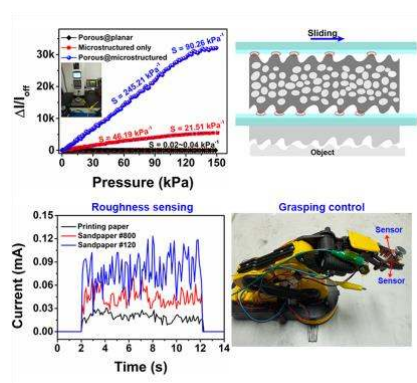 Porous@planar
Microstructured only
Porous@microstructured
S = 90.26 kPa⁻¹
S = 245.21 kPa⁻¹
S = 46.19 kPa⁻¹
S = 21.51 kPa⁻¹
S = 0.02~0.04 kPa⁻¹
ΔI/Ioff
30k
20k
10k
0
0 30 60 90 120 150
Pressure (kPa)
Sliding
Object
Roughness sensing
Printing paper
Sandpaper #800
Sandpaper #120
Current (mA)
0.15
0.12
0.09
0.06
0.03
0.00
0 2 4 6 8 10 12 14
Time (s)
Grasping control
Sensor
Sensor